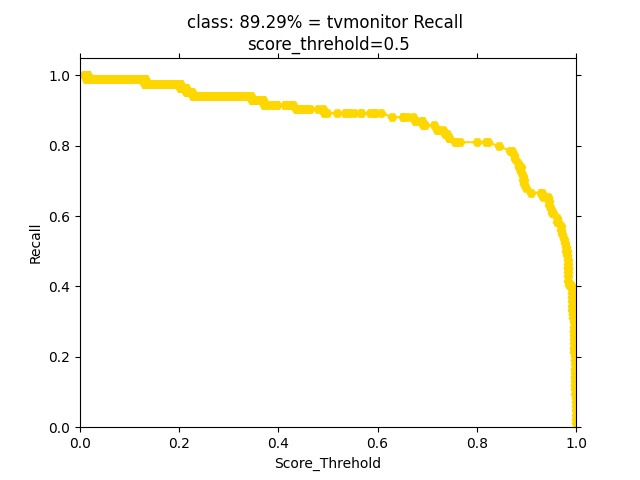 class: 89.29% = tvmonitor Recall
score_threhold=0.5
1.0
0.8
0.6
0.4
0.2
0.0
Recall
0.0 0.2 0.4 0.6 0.8 1.0
Score_Threhold